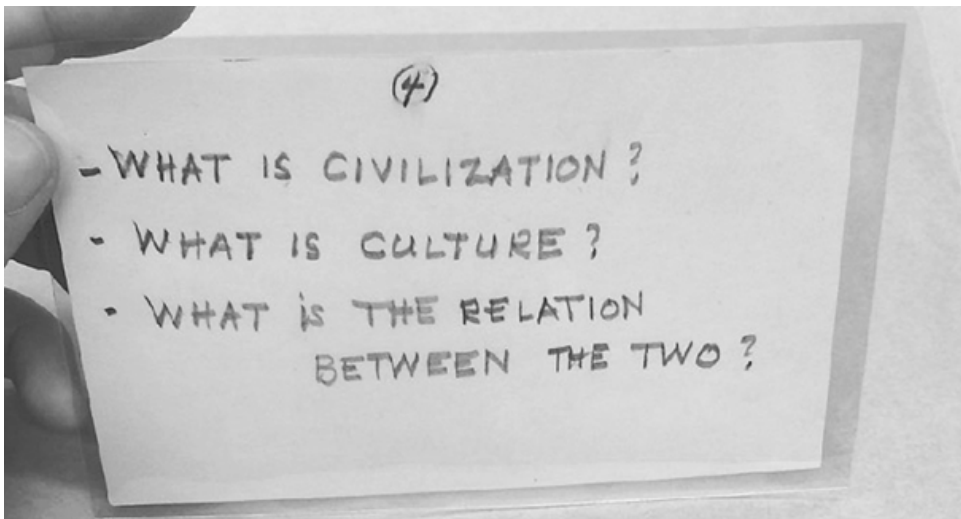 ④
- WHAT IS CIVILIZATION?
- WHAT IS CULTURE?
- WHAT is THE RELATION
BETWEEN THE TWO?